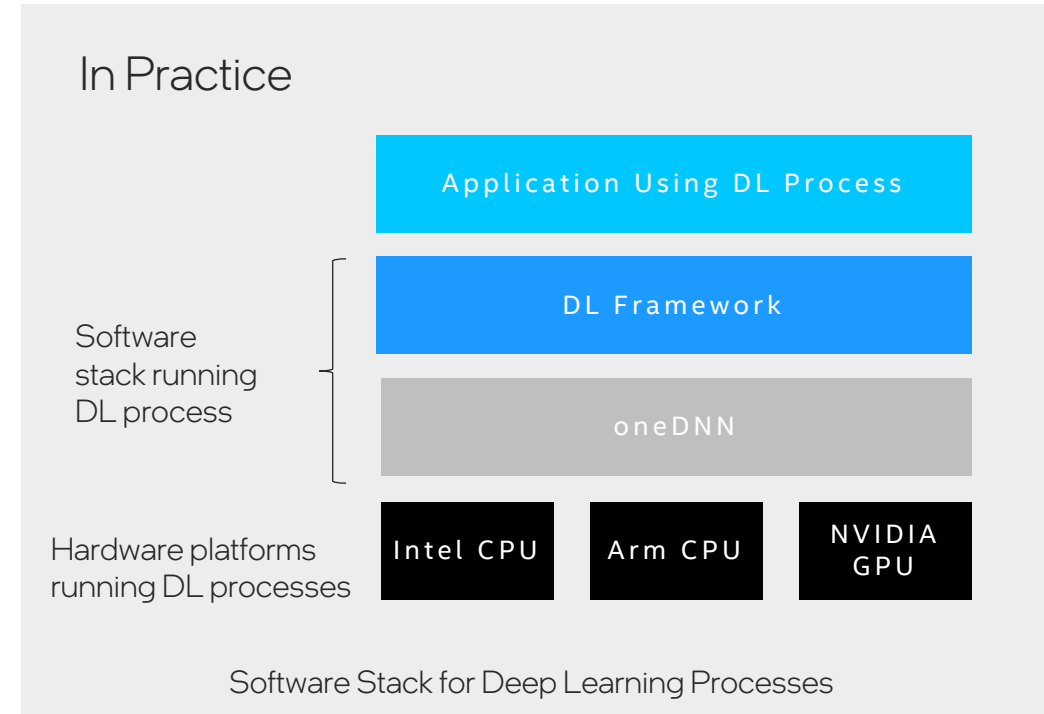 In Practice
Application Using DL Process
DL Framework
Software
stack running
DL process
oneDNN
Hardware platforms
running DL processes
Intel CPU
Arm CPU
NVIDIA
GPU
Software Stack for Deep Learning Processes